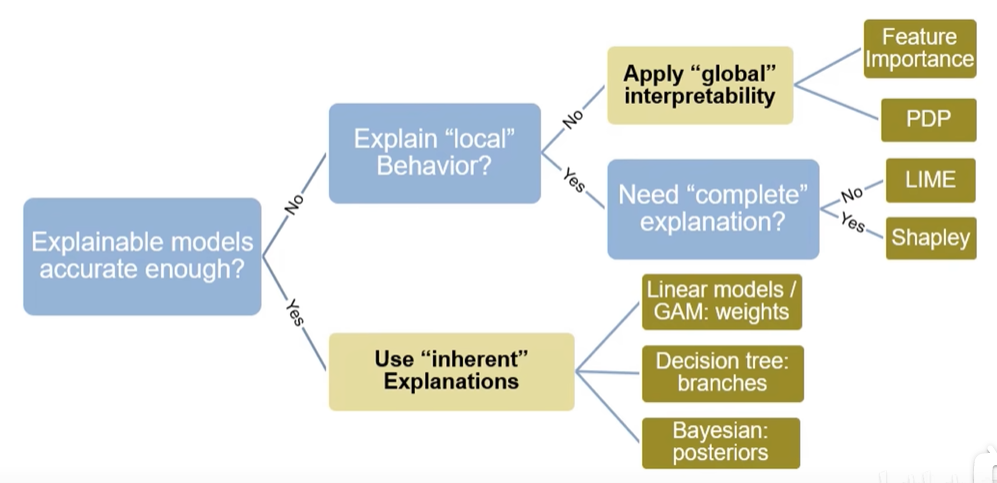 Explainable models
accurate enough?
No
Yes
Explain “local”
Behavior?
No
Yes
Apply “global”
interpretability
Feature
Importance
PDP
Need “complete”
explanation?
No
Yes
LIME
Shapley
Use “inherent”
Explanations
Linear models /
GAM: weights
Decision tree:
branches
Bayesian:
posteriors